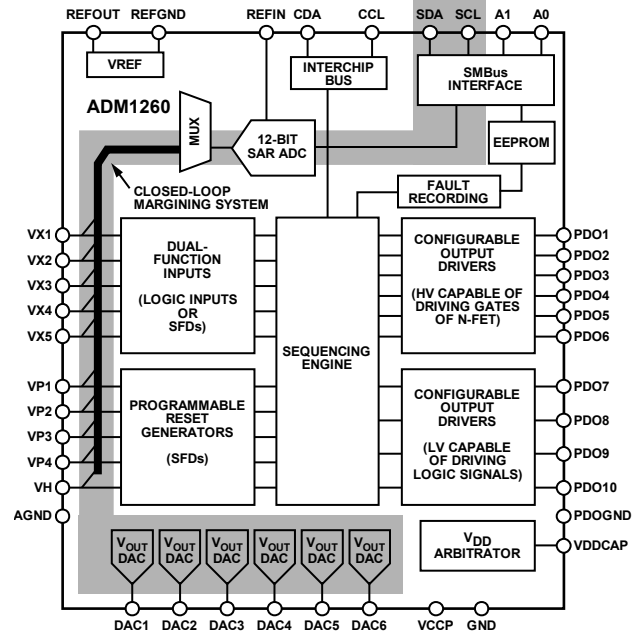 REFOUT REFGND REFIN CDA CCL SDA SCL A1 A0
VREF
INTERCHIP
BUS
SMBus
INTERFACE
ADM1260
MUX
12-BIT
SAR ADC
EEPROM
CLOSED-LOOP
MARGINING SYSTEM
FAULT
RECORDING
VX1
VX2
VX3
VX4
VX5
DUAL-
FUNCTION
INPUTS
(LOGIC INPUTS
OR
SFDs)
SEQUENCING
ENGINE
CONFIGURABLE
OUTPUT
DRIVERS
(HV CAPABLE OF
DRIVING GATES
OF N-FET)
PDO1
PDO2
PDO3
PDO4
PDO5
PDO6
VP1
VP2
VP3
VP4
VH
AGND
PROGRAMMABLE
RESET
GENERATORS
(SFDs)
CONFIGURABLE
OUTPUT
DRIVERS
(LV CAPABLE
OF DRIVING
LOGIC SIGNALS)
PDO7
PDO8
PDO9
PDO10
PDOGND
VDDCAP
VOUT
DAC
VOUT
DAC
VOUT
DAC
VOUT
DAC
VOUT
DAC
VOUT
DAC
VDD
ARBITRATOR
DAC1 DAC2 DAC3 DAC4 DAC5 DAC6 VCCP GND